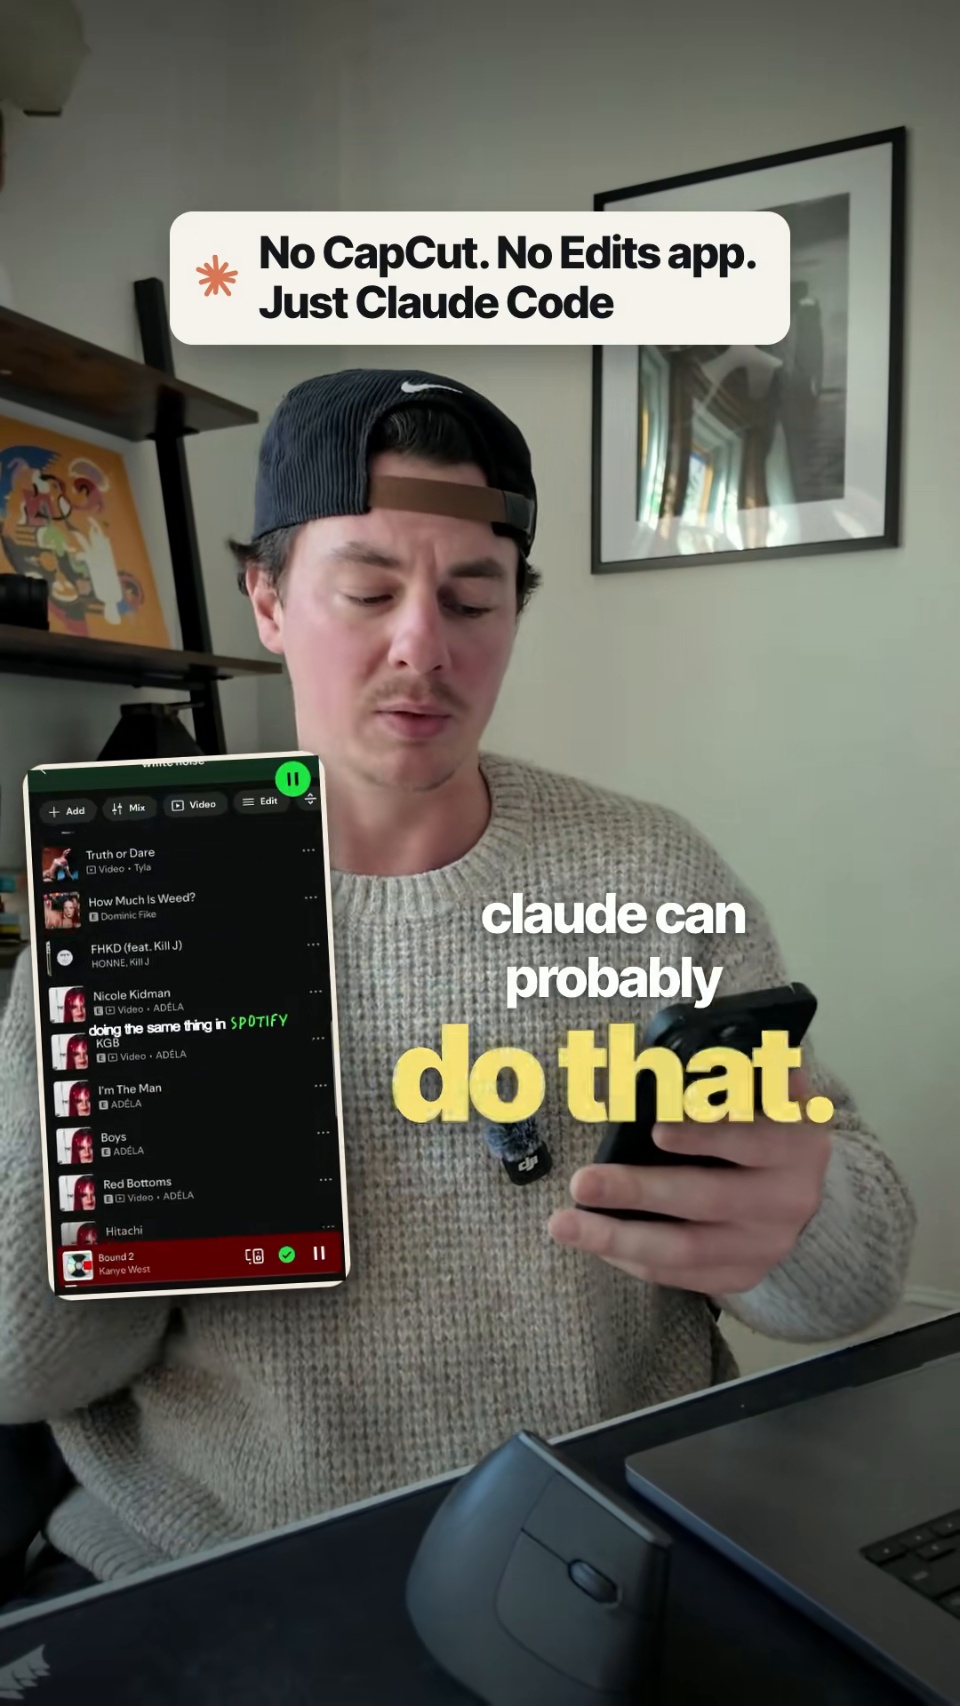 No CapCut. No Edits app.
Just Claude Code
white noise
Add
Mix
Video
Edit
Truth or Dare
Video • Tyla
How Much Is Weed?
E Dominic Fike
FHKD (feat. Kill J)
HONNE, Kill J
Nicole Kidman
E Video • ADÉLA
doing the same thing in SPOTIFY
KGB
E Video • ADÉLA
I'm The Man
E ADÉLA
Boys
E ADÉLA
Red Bottoms
E Video • ADÉLA
Hitachi
Bound 2
Kanye West
claude can
probably
do that.
dji